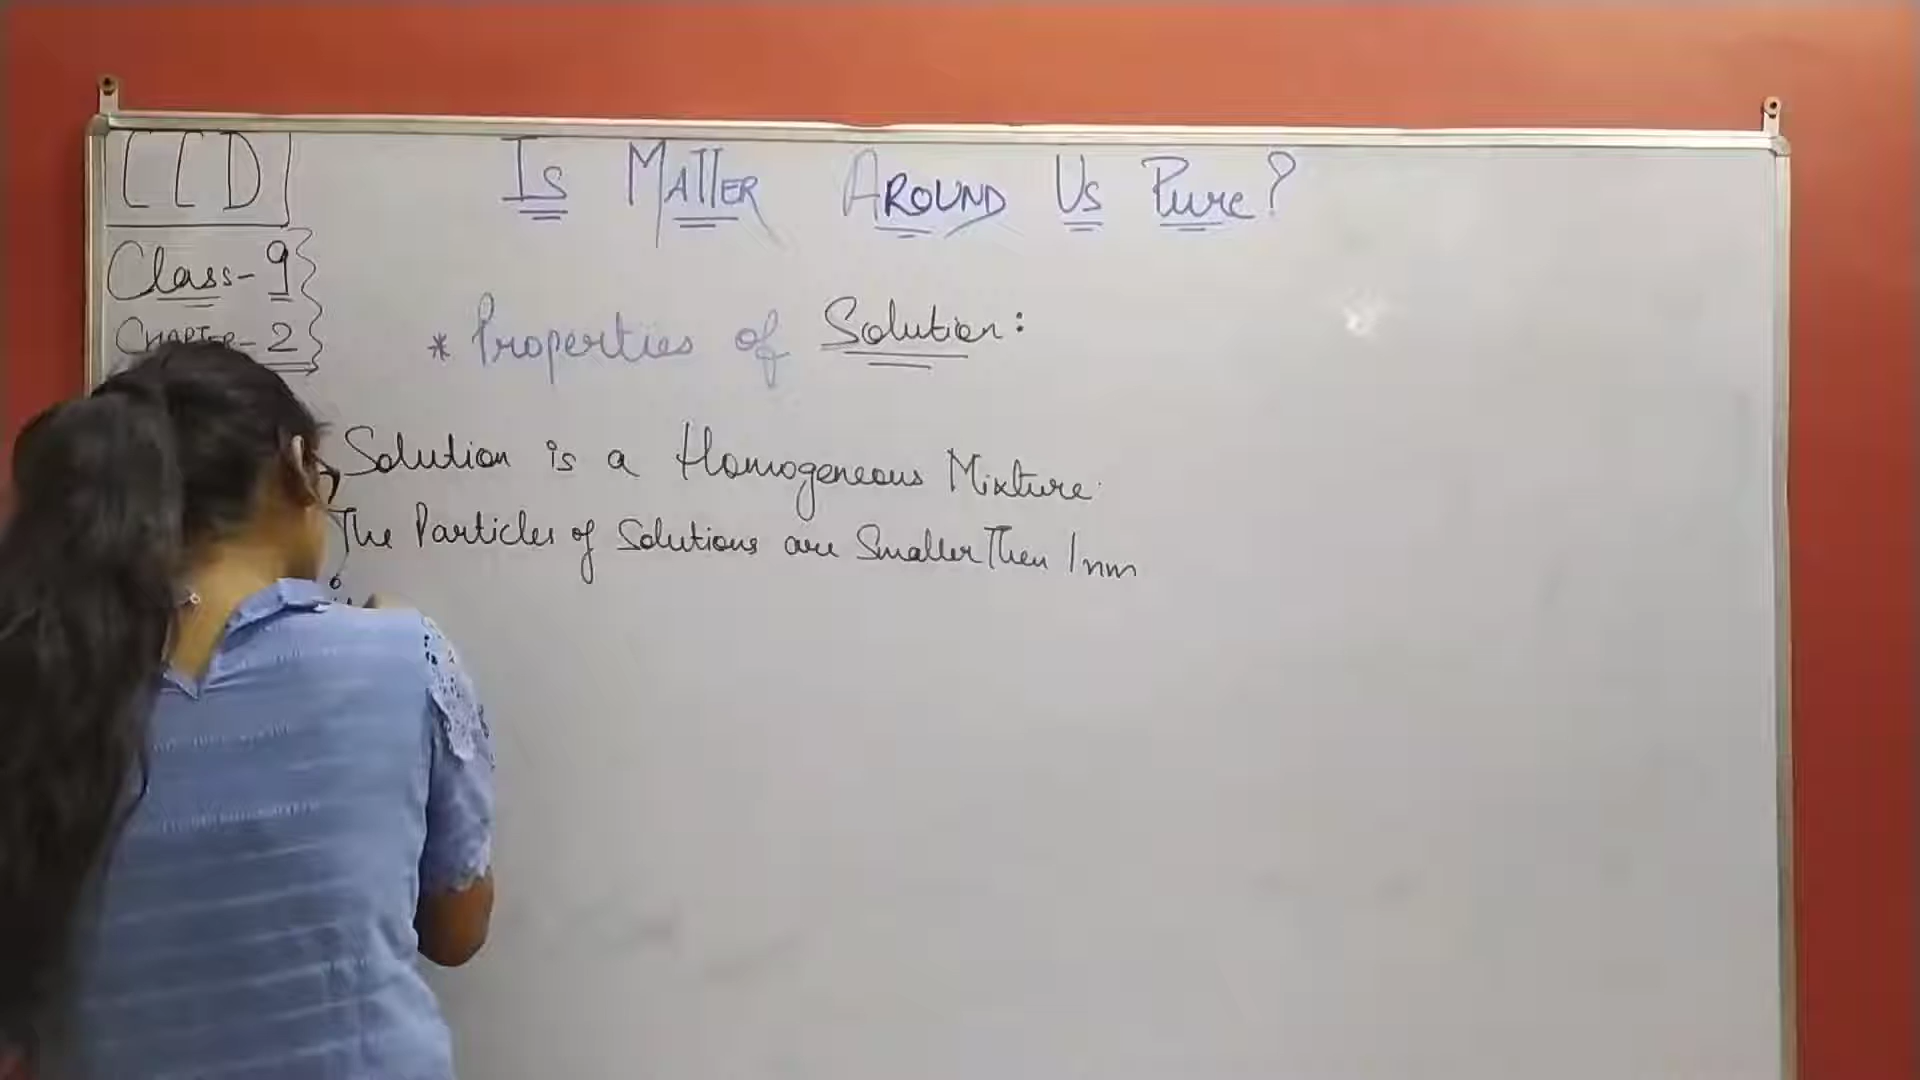 CCD
Is MATTER AROUND Us Pure?
Class-9
CHAPTER-2
* Properties of Solution:
Solution is a Homogeneous Mixture.
The Particles of Solutions are Smaller Then 1nm